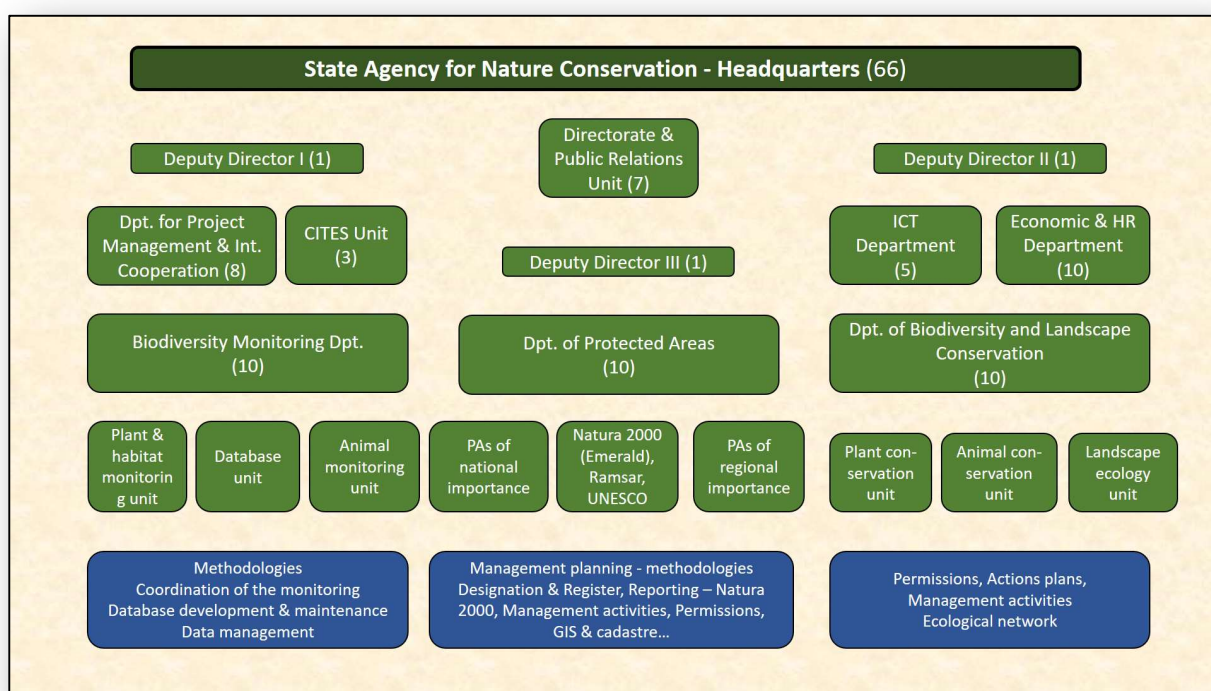 State Agency for Nature Conservation - Headquarters (66)
Directorate &
Public Relations
Unit (7)
Deputy Director I (1)
Deputy Director II (1)
Dpt. for Project
Management & Int.
Cooperation (8)
CITES Unit
(3)
Deputy Director III (1)
ICT
Department
(5)
Economic & HR
Department
(10)
Biodiversity Monitoring Dpt.
(10)
Dpt. of Protected Areas
(10)
Dpt. of Biodiversity and Landscape
Conservation
(10)
Plant &
habitat
monitorin
g unit
Database
unit
Animal
monitoring
unit
PAs of
national
importance
Natura 2000
(Emerald),
Ramsar,
UNESCO
PAs of
regional
importance
Plant con-
servation
unit
Animal con-
servation
unit
Landscape
ecology
unit
Methodologies
Coordination of the monitoring
Database development & maintenance
Data management
Management planning - methodologies
Designation & Register, Reporting – Natura
2000, Management activities, Permissions,
GIS & cadastre…
Permissions, Actions plans,
Management activities
Ecological network